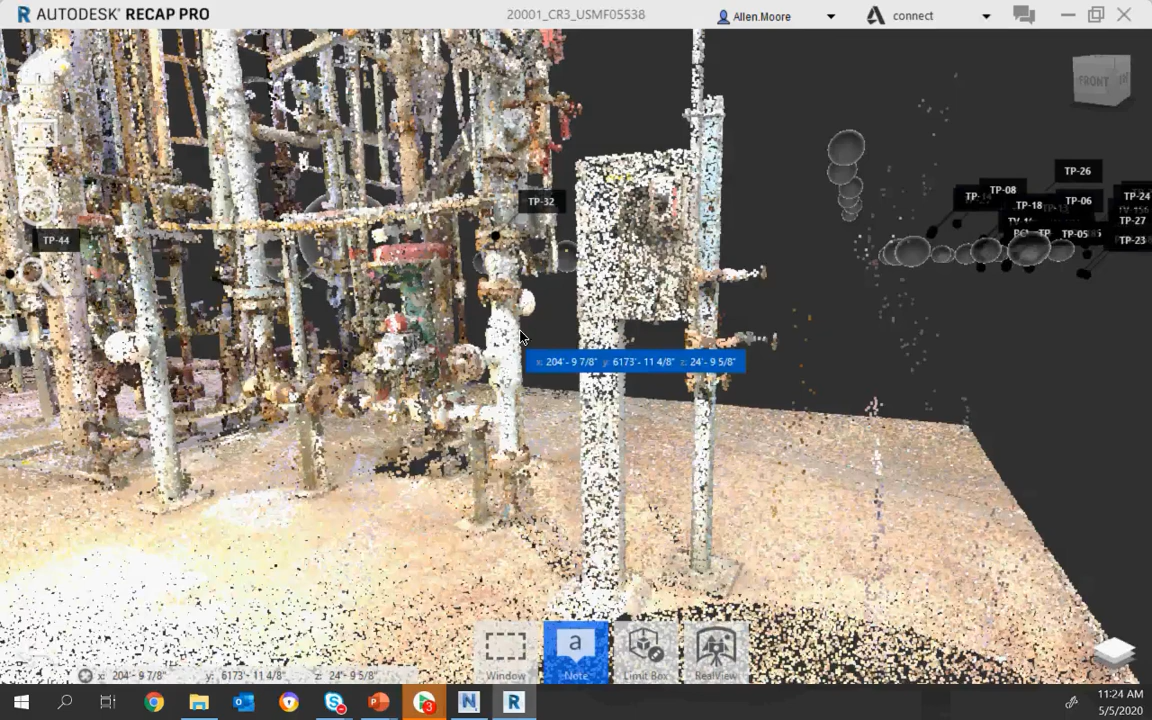 AUTODESK RECAP PRO
20001_CR3_USMF05538
Allen.Moore
connect
FRONT
TP-26
TP-08
TP-24
TP-06
TP-18
TP-27
TP-05
TP-23
TP-32
TP-44
x: 204'- 9 7/8" y: 6173'- 11 4/8" z: 24'- 9 5/8"
a
Window
Note
Limit Box
RealView
x: 204'- 9 7/8" y: 6173'- 11 4/8" z: 24'- 9 5/8"
3
11:24 AM
5/5/2020